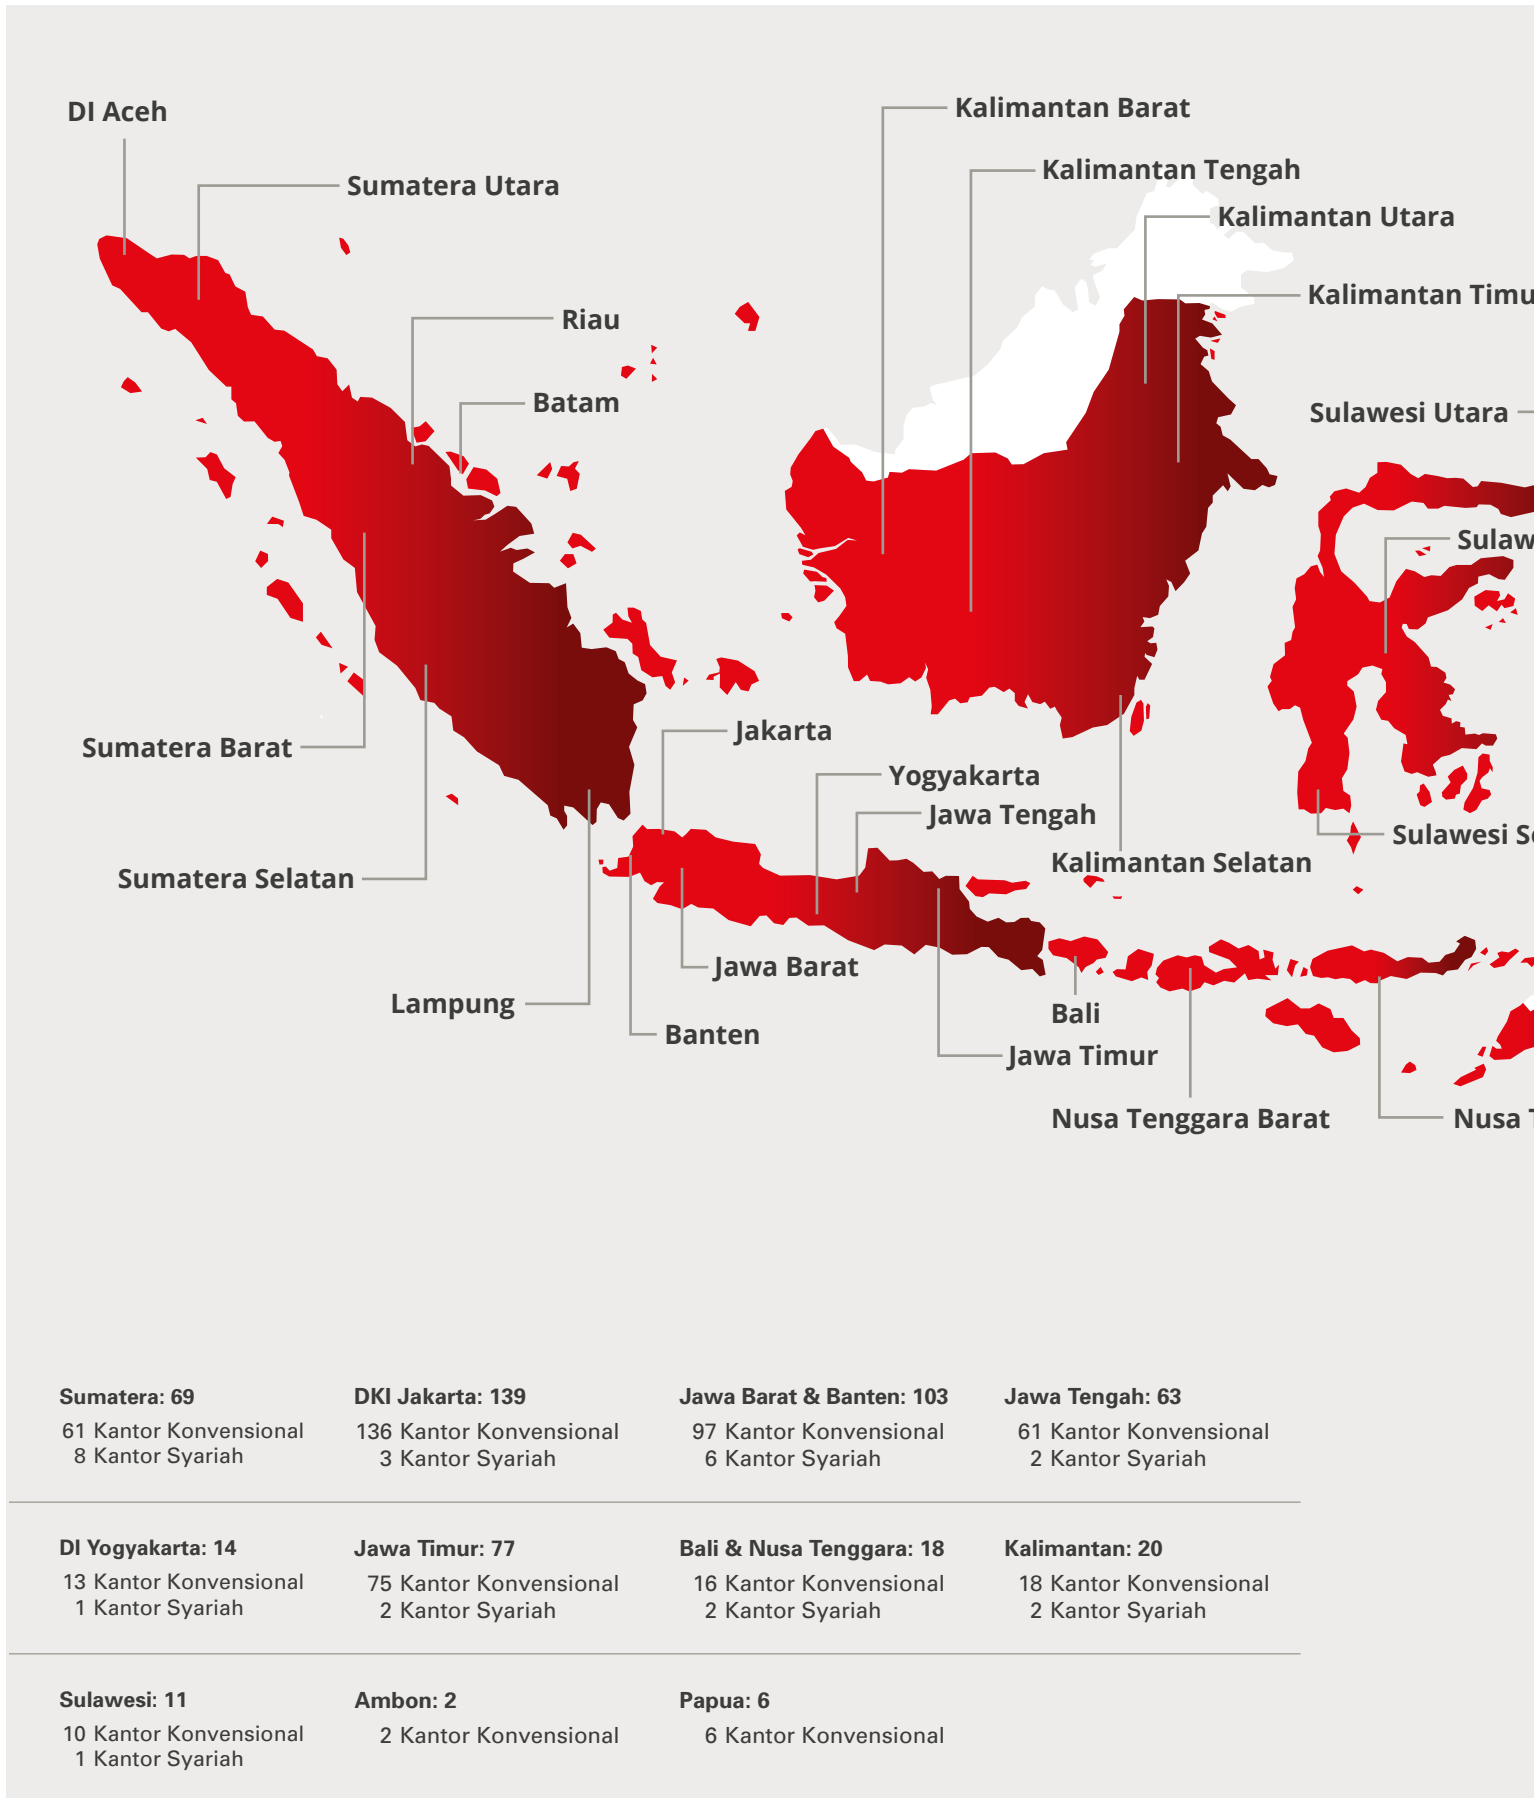 DI Aceh
Kalimantan Barat
Kalimantan Tengah
Sumatera Utara
Kalimantan Utara
Kalimantan
Riau
Batam
Sulawesi Utara
Jakarta
Sumatera Barat
Yogyakarta
Jawa Tengah
Sulawesi
Kalimantan Selatan
Sumatera Selatan
Jawa Barat
Lampung
Bali
Banten
Jawa Timur
Nusa Tenggara Barat
Nusa
Sumatera: 69
61 Kantor Konvensional
8 Kantor Syariah
DKI Jakarta: 139
136 Kantor Konvensional
3 Kantor Syariah
Jawa Barat & Banten: 103
97 Kantor Konvensional
6 Kantor Syariah
Jawa Tengah: 63
61 Kantor Konvensional
2 Kantor Syariah
DI Yogyakarta: 14
13 Kantor Konvensional
1 Kantor Syariah
Jawa Timur: 77
75 Kantor Konvensional
2 Kantor Syariah
Bali & Nusa Tenggara: 18
16 Kantor Konvensional
2 Kantor Syariah
Kalimantan: 20
18 Kantor Konvensional
2 Kantor Syariah
Sulawesi: 11
10 Kantor Konvensional
1 Kantor Syariah
Ambon: 2
2 Kantor Konvensional
Papua: 6
6 Kantor Konvensional